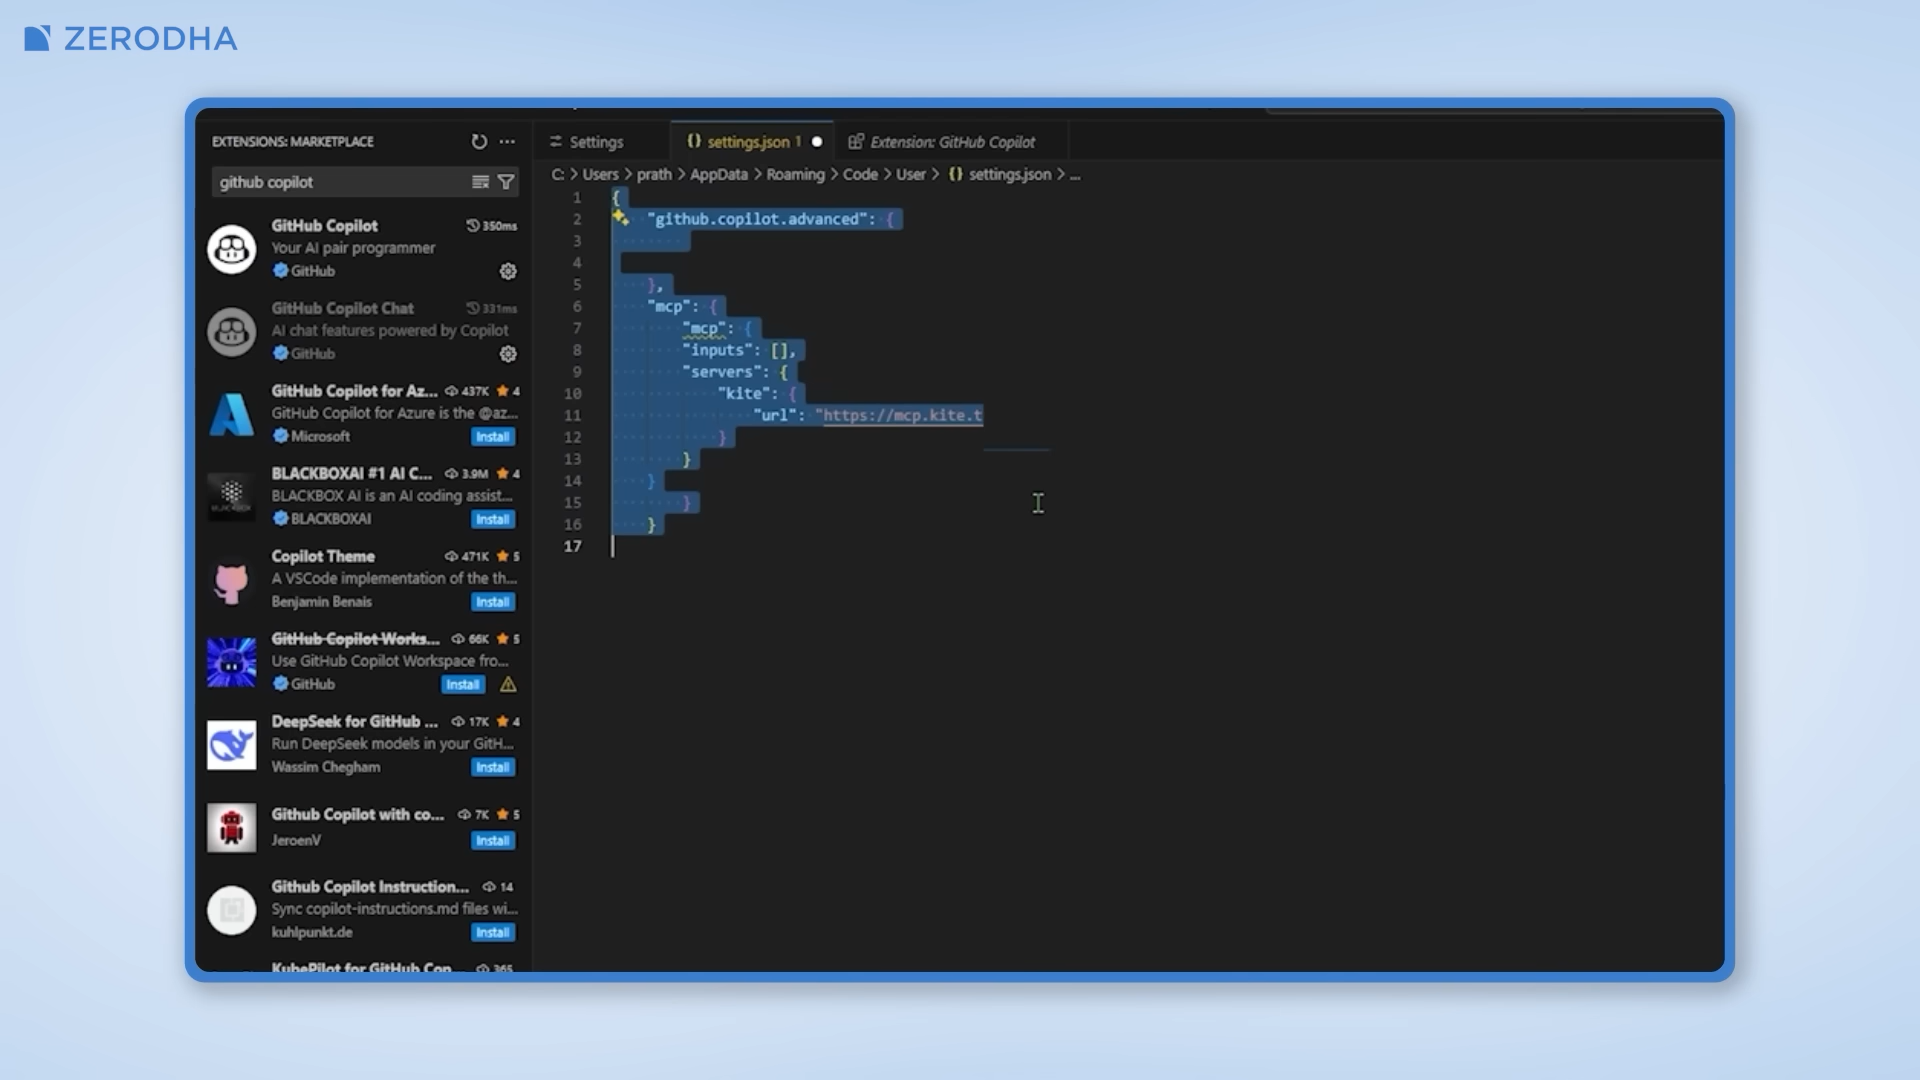 ZERODHA
EXTENSIONS: MARKETPLACE
github copilot
GitHub Copilot 350ms
Your AI pair programmer
GitHub
GitHub Copilot Chat 331ms
AI chat features powered by Copilot
GitHub
GitHub Copilot for Az... 437K 4
GitHub Copilot for Azure is the @az...
Microsoft Install
BLACKBOXAI #1 AI C... 3.9M 4
BLACKBOX AI is an AI coding assist...
BLACKBOXAI Install
Copilot Theme 471K 5
A VSCode implementation of the th...
Benjamin Benais Install
GitHub Copilot Works... 66K 5
Use GitHub Copilot Workspace fro...
GitHub Install
DeepSeek for GitHub ... 17K 4
Run DeepSeek models in your GitH...
Wassim Chegham Install
Github Copilot with co... 7K 5
JeroenV Install
Github Copilot Instruction... 14
Sync copilot-instructions.md files wi...
kuhlpunkt.de Install
KubePilot for GitHub Cop... 365
Settings {} settings.json 1 Extension: GitHub Copilot
C: > Users > prath > AppData > Roaming > Code > User > {} settings.json > ...
1 {
2 "github.copilot.advanced": {
3
4
5 },
6 "mcp": {
7 "mcp": {
8 "inputs": [],
9 "servers": {
10 "kite": {
11 "url": "https://mcp.kite.t
12 }
13 }
14 }
15 }
16 }
17